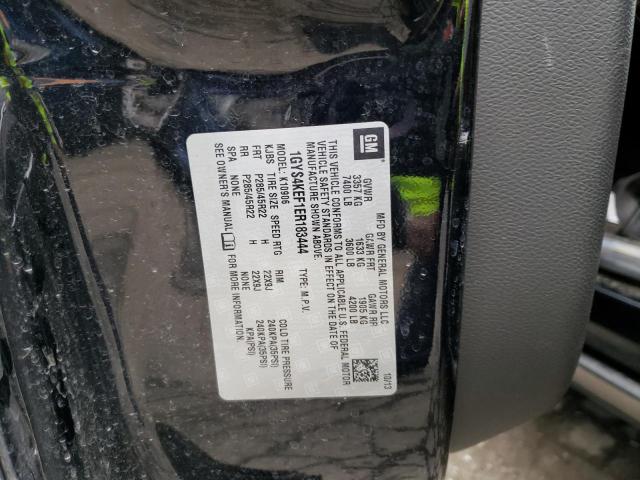 GM
MFD BY GENERAL MOTORS LLC
10/13
GVWR GAWR FRT GAWR RR
3357 KG 1633 KG 1905 KG
7400 LB 3600 LB 4200 LB
THIS VEHICLE CONFORMS TO ALL APPLICABLE U.S. FEDERAL MOTOR
VEHICLE SAFETY STANDARDS IN EFFECT ON THE DATE OF
MANUFACTURE SHOWN ABOVE.
1GYS4KEF1ER183444 TYPE: M.P.V.
MODEL: K10906
KJBS TIRE SIZE SPEED RTG RIM COLD TIRE PRESSURE
FRT P285/45R22 H 22X9J 240KPA(35PSI)
RR P285/45R22 H 22X9J 240KPA(35PSI)
SPA NONE NONE KPA(PSI)
SEE OWNER'S MANUAL FOR MORE INFORMATION.